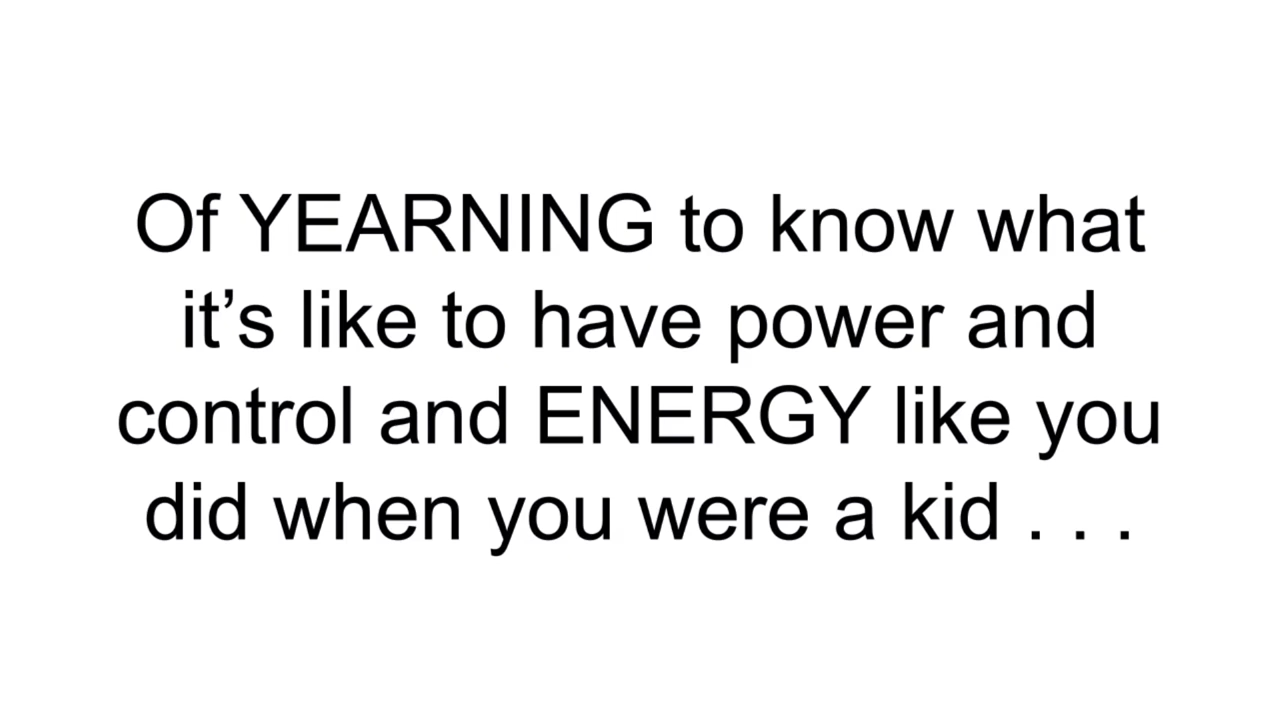 Of YEARNING to know what
it’s like to have power and
control and ENERGY like you
did when you were a kid . . .